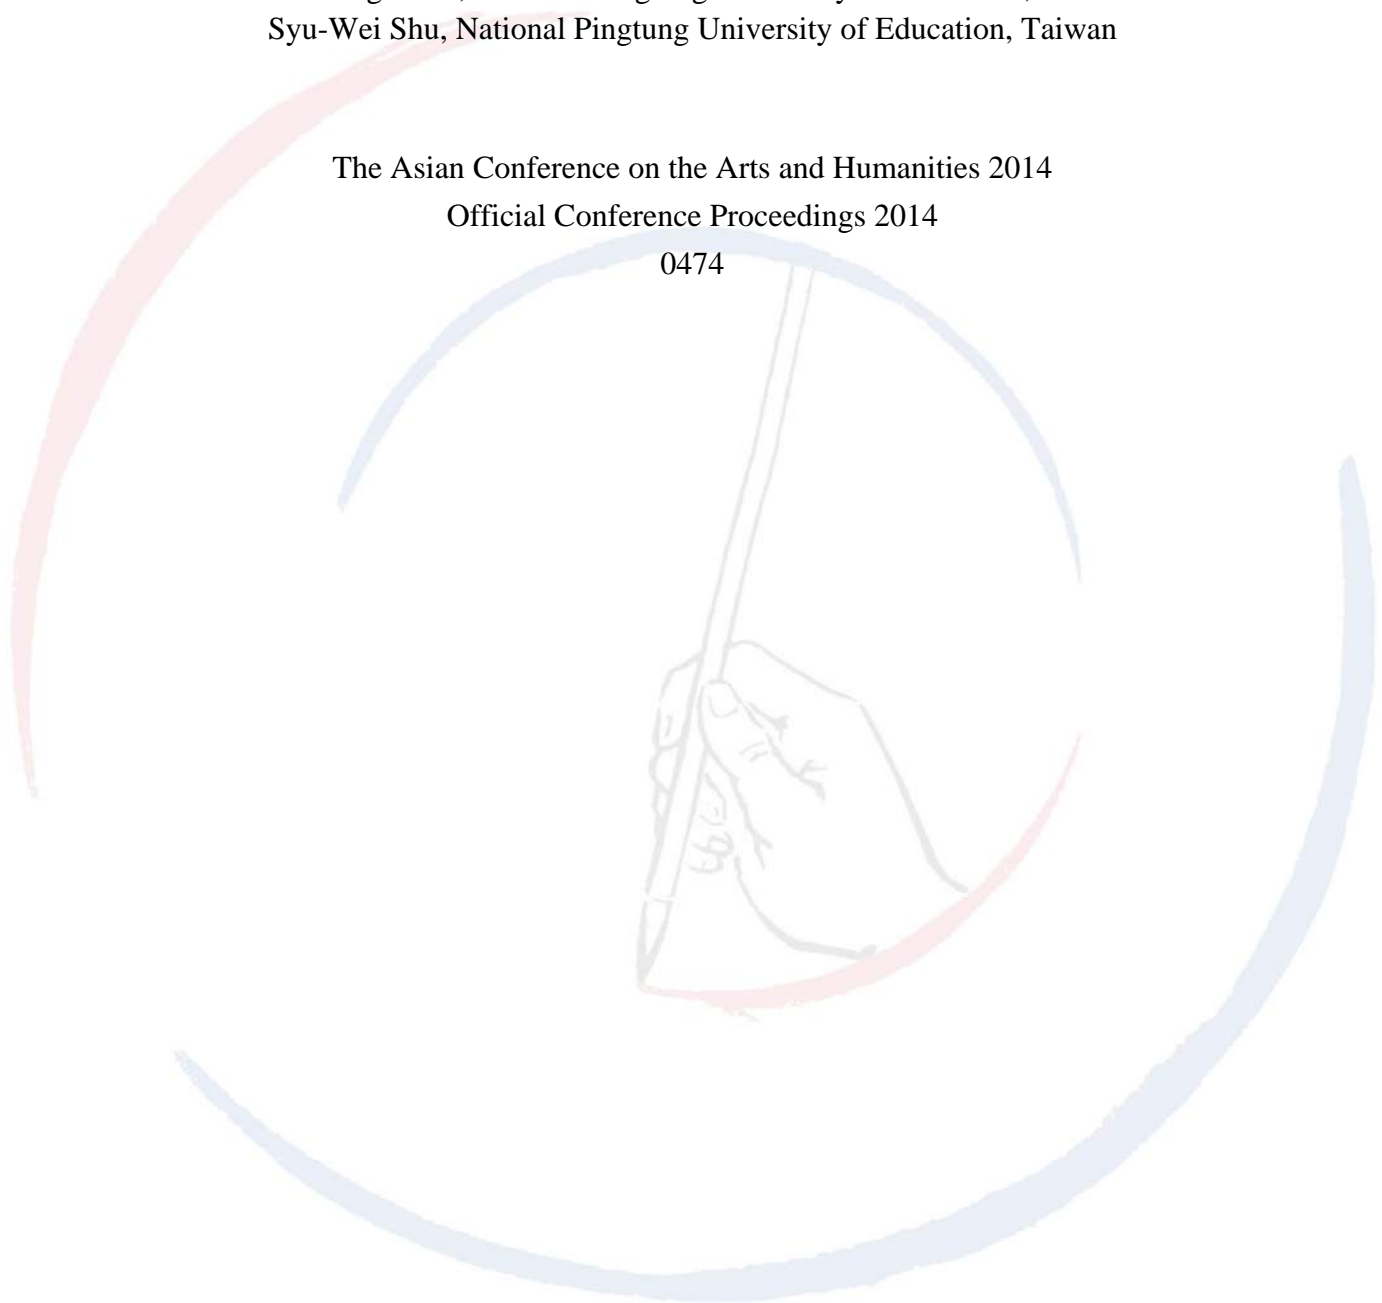 Syu-Wei Shu, National Pingtung University of Education, Taiwan
The Asian Conference on the Arts and Humanities 2014
Official Conference Proceedings 2014
0474